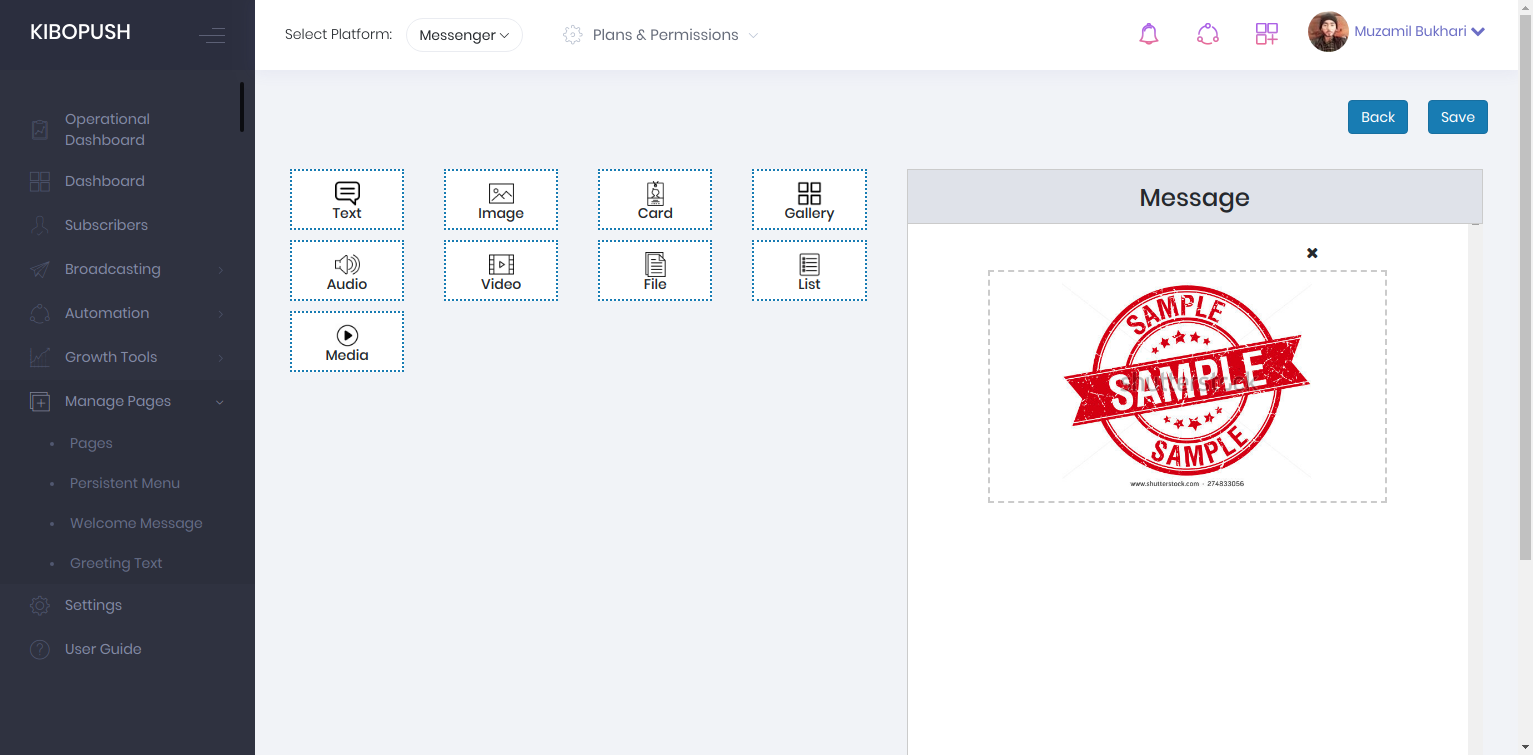 KIBOPUSH
Select Platform: Messenger
Plans & Permissions
Muzamil Bukhari
Operational
Dashboard
Dashboard
Subscribers
Broadcasting
Automation
Growth Tools
Manage Pages
Pages
Persistent Menu
Welcome Message
Greeting Text
Settings
User Guide
Back
Save
Text
Image
Card
Gallery
Audio
Video
File
List
Media
Message
SAMPLE
SAMPLE
shutterstock
SAMPLE
www.shutterstock.com · 274833056